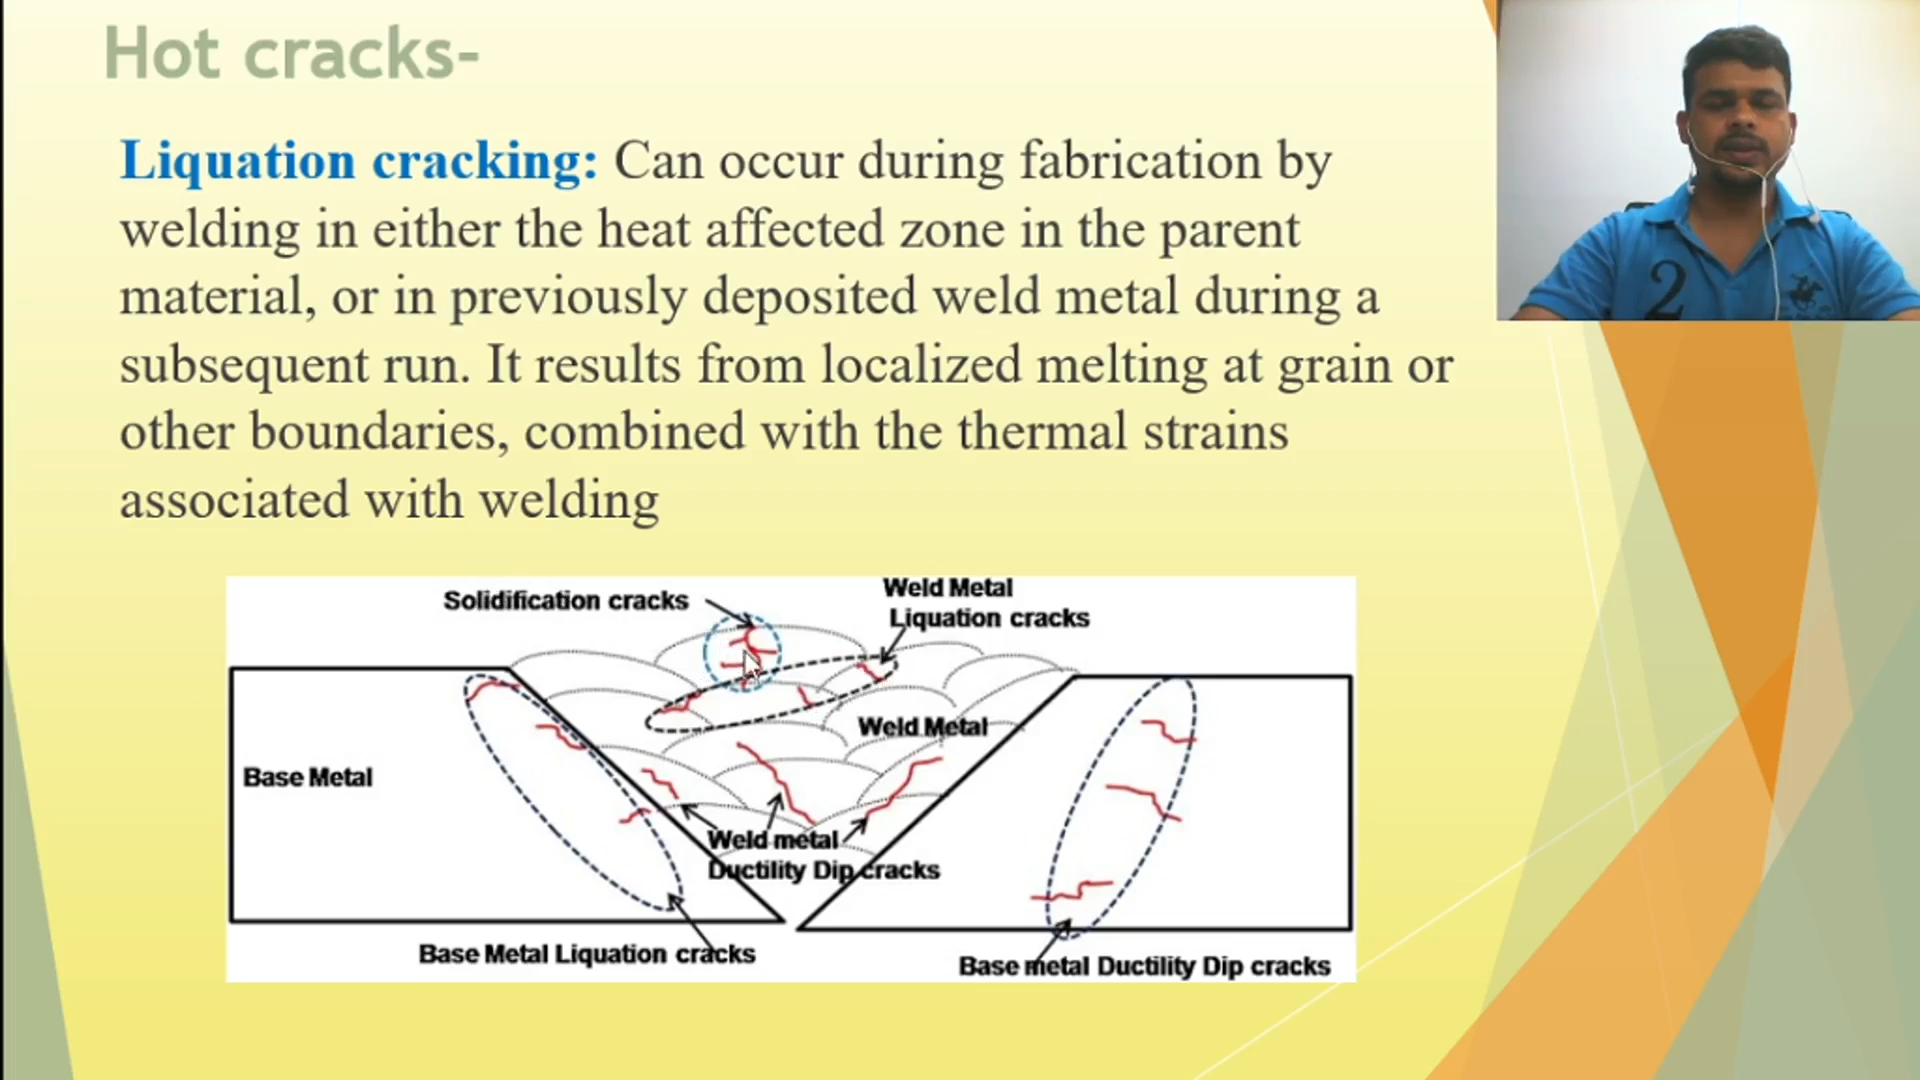 Hot cracks-
Liquation cracking: Can occur during fabrication by
welding in either the heat affected zone in the parent
material, or in previously deposited weld metal during a
subsequent run. It results from localized melting at grain or
other boundaries, combined with the thermal strains
associated with welding
Solidification cracks
Weld Metal
Liquation cracks
Weld Metal
Base Metal
Weld metal
Ductility Dip cracks
Base Metal Liquation cracks
Base metal Ductility Dip cracks
2